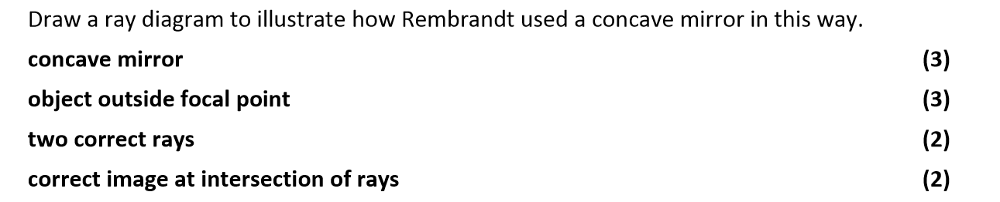 Draw a ray diagram to illustrate how Rembrandt used a concave mirror in this way.
concave mirror (3)
object outside focal point (3)
two correct rays (2)
correct image at intersection of rays (2)